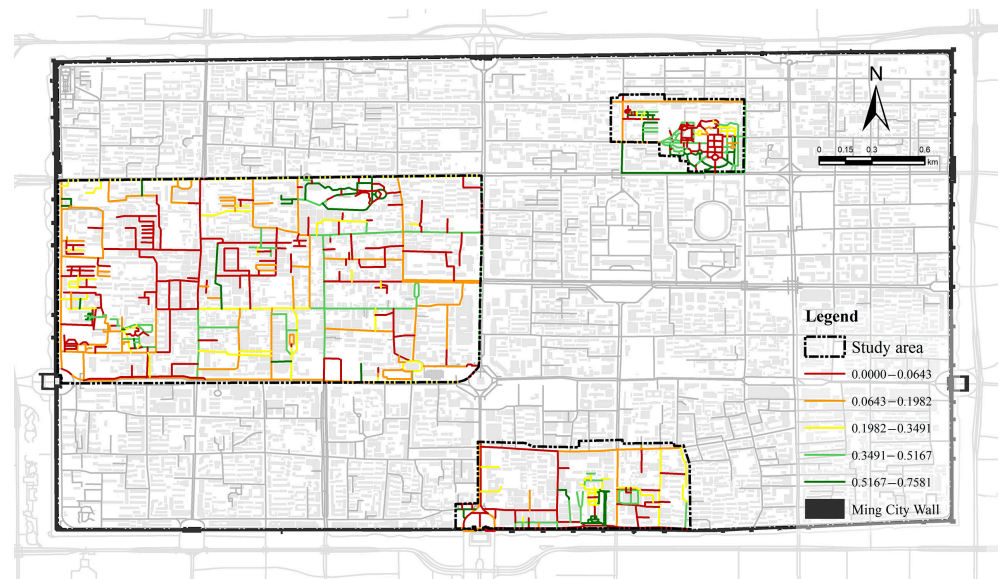 N
0 0.15 0.3 0.6
km
Legend
Study area
0.0000−0.0643
0.0643−0.1982
0.1982−0.3491
0.3491−0.5167
0.5167−0.7581
Ming City Wall